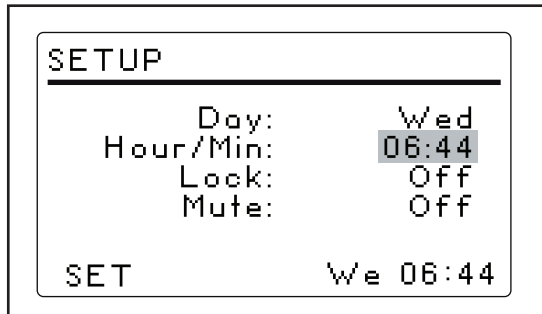 SETUP
Day: Wed
Hour/Min: 06:44
Lock: Off
Mute: Off
SET We 06:44